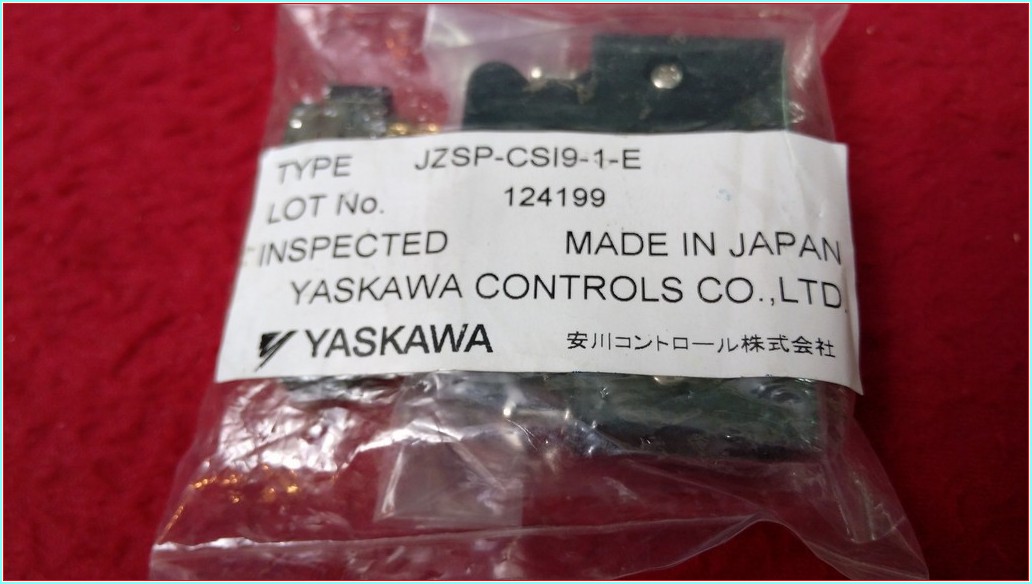 TYPE JZSP-CSI9-1-E
LOT No. 124199
INSPECTED MADE IN JAPAN
YASKAWA CONTROLS CO.,LTD.
YASKAWA 安川コントロール株式会社